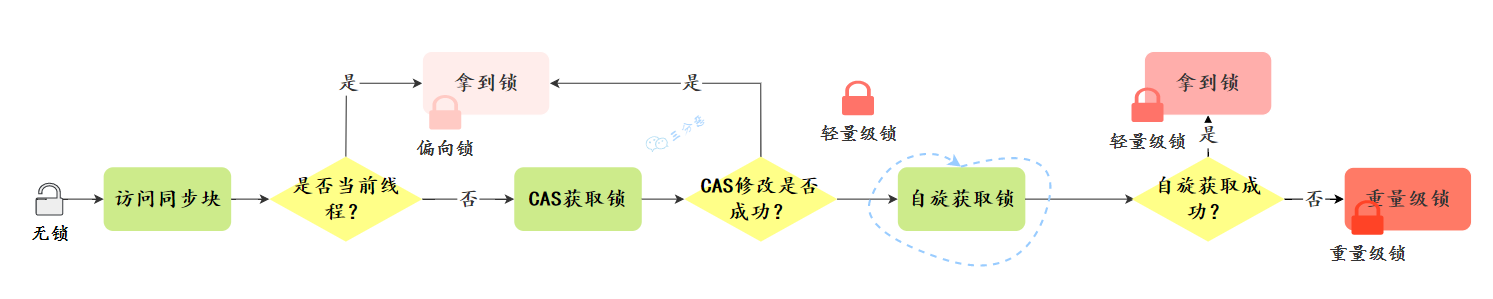 无锁
访问同步块
是否当前线
程？
是
拿到锁
偏向锁
否
CAS获取锁
CAS修改是否
成功？
是
三分恶
轻量级锁
自旋获取锁
自旋获取成
功？
是
拿到锁
轻量级锁
否
重量级锁
重量级锁